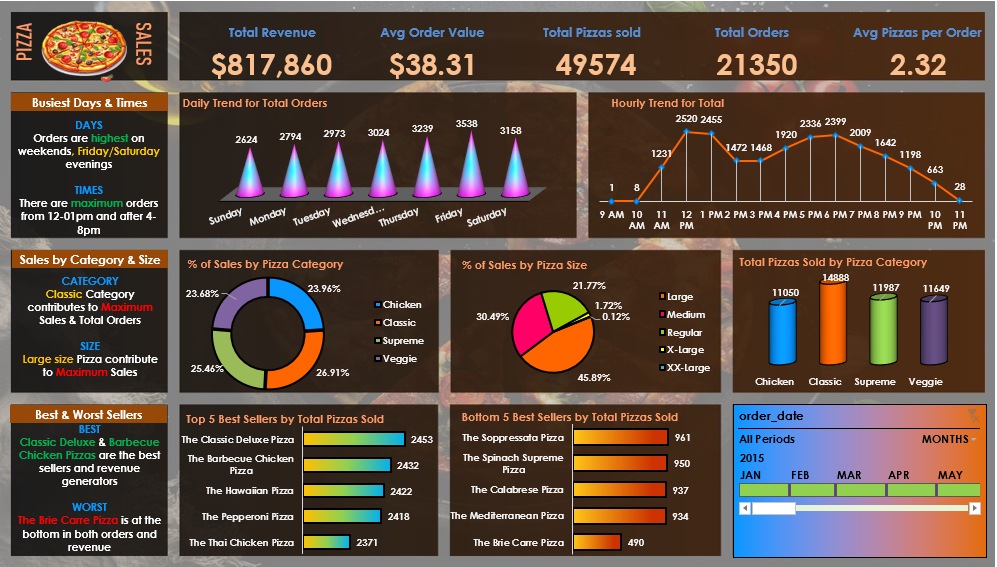 PIZZA
SALES
Total Revenue
$817,860
Avg Order Value
$38.31
Total Pizzas sold
49574
Total Orders
21350
Avg Pizzas per Order
2.32
Busiest Days & Times
DAYS
Orders are highest on
weekends, Friday/Saturday
evenings
TIMES
There are maximum orders
from 12-01pm and after 4-
8pm
Daily Trend for Total Orders
2624
2794
2973
3024
3239
3538
3158
Sunday
Monday
Tuesday
Wednesd...
Thursday
Friday
Saturday
Hourly Trend for Total
1
8
1231
2520
2455
1472
1468
1920
2336
2399
2009
1642
1198
663
28
9 AM
10 AM
11 AM
12 PM
1 PM
2 PM
3 PM
4 PM
5 PM
6 PM
7 PM
8 PM
9 PM
10 PM
11 PM
Sales by Category & Size
CATEGORY
Classic Category
contributes to Maximum
Sales & Total Orders
SIZE
Large size Pizza contribute
to Maximum Sales
% of Sales by Pizza Category
23.68%
23.96%
25.46%
26.91%
Chicken
Classic
Supreme
Veggie
% of Sales by Pizza Size
21.77%
1.72%
0.12%
30.49%
45.89%
Large
Medium
Regular
X-Large
XX-Large
Total Pizzas Sold by Pizza Category
11050
14888
11987
11649
Chicken
Classic
Supreme
Veggie
Best & Worst Sellers
BEST
Classic Deluxe & Barbecue
Chicken Pizzas are the best
sellers and revenue
generators
WORST
The Brie Carre Pizza is at the
bottom in both orders and
revenue
Top 5 Best Sellers by Total Pizzas Sold
The Classic Deluxe Pizza
2453
The Barbecue Chicken
Pizza
2432
The Hawaiian Pizza
2422
The Pepperoni Pizza
2418
The Thai Chicken Pizza
2371
Bottom 5 Best Sellers by Total Pizzas Sold
The Soppressata Pizza
961
The Spinach Supreme
Pizza
950
The Calabrese Pizza
937
The Mediterranean Pizza
934
The Brie Carre Pizza
490
order_date
All Periods
MONTHS
2015
JAN
FEB
MAR
APR
MAY